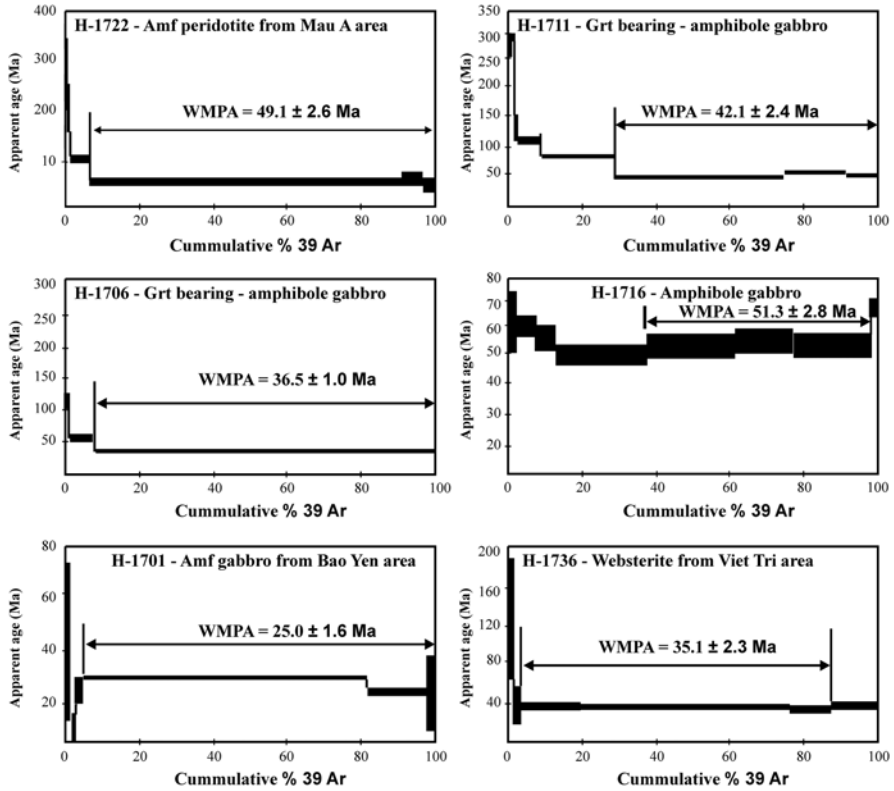 H-1722 - Amf peridotite from Mau A area
WMPA = 49.1 ± 2.6 Ma
Apparent age (Ma)
400
300
200
10
0
20
40
60
80
100
Cummulative % 39 Ar
H-1711 - Grt bearing - amphibole gabbro
WMPA = 42.1 ± 2.4 Ma
Apparent age (Ma)
350
300
250
200
150
100
50
0
20
40
60
80
100
Cummulative % 39 Ar
H-1706 - Grt bearing - amphibole gabbro
WMPA = 36.5 ± 1.0 Ma
Apparent age (Ma)
300
250
200
150
100
50
0
20
40
60
80
100
Cummulative % 39 Ar
H-1716 - Amphibole gabbro
WMPA = 51.3 ± 2.8 Ma
Apparent age (Ma)
80
70
60
50
40
30
20
0
20
40
60
80
100
Cummulative % 39 Ar
H-1701 - Amf gabbro from Bao Yen area
WMPA = 25.0 ± 1.6 Ma
Apparent age (Ma)
80
60
40
20
0
20
40
60
80
100
Cummulative % 39 Ar
H-1736 - Websterite from Viet Tri area
WMPA = 35.1 ± 2.3 Ma
Apparent age (Ma)
200
160
120
80
40
0
20
40
60
80
100
Cummulative % 39 Ar